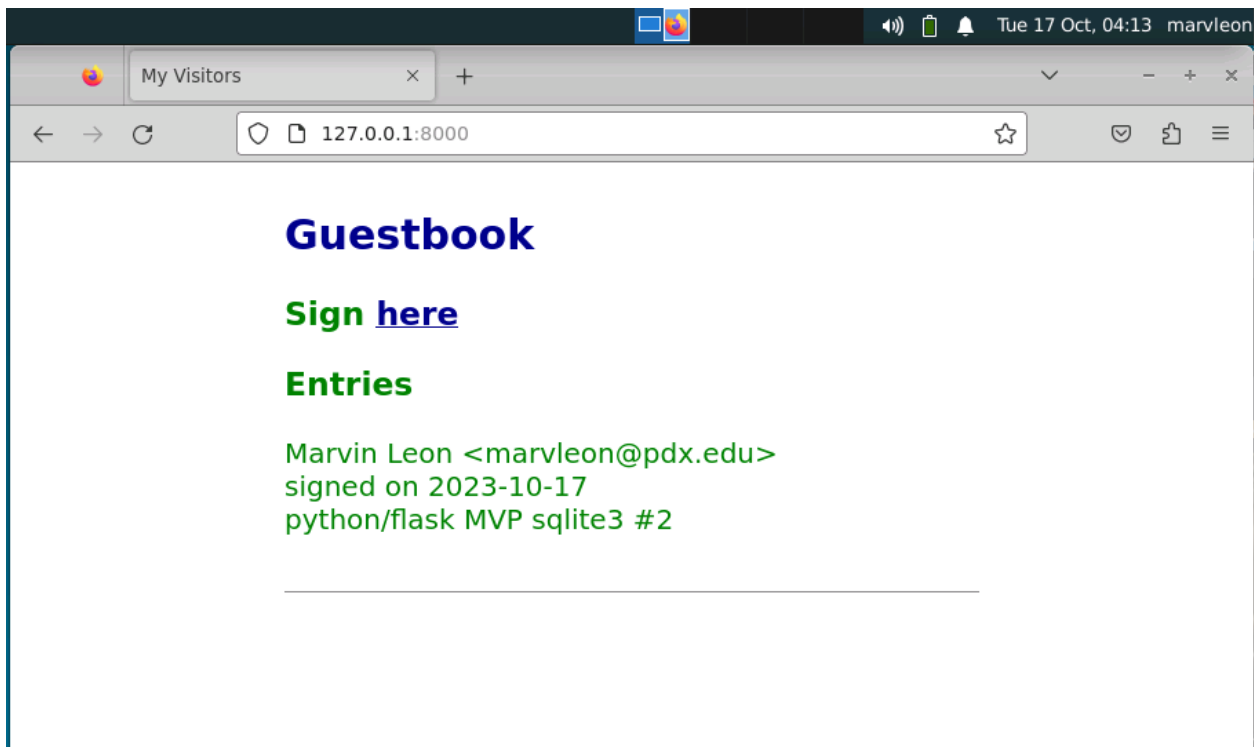 Tue 17 Oct, 04:13 marvleon
My Visitors
127.0.0.1:8000
Guestbook
Sign here
Entries
Marvin Leon <marvleon@pdx.edu>
signed on 2023-10-17
python/flask MVP sqlite3 #2